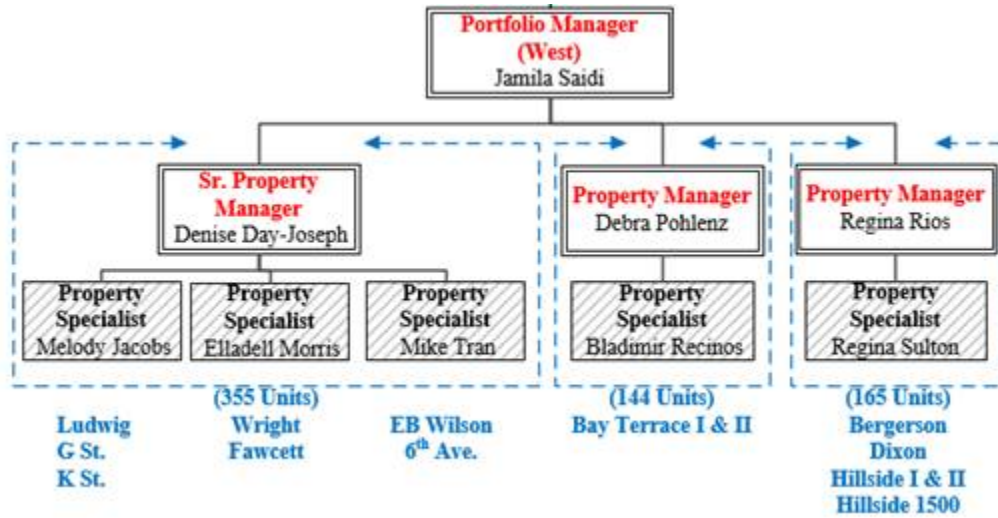 Portfolio Manager
(West)
Jamila Saidi
Sr. Property
Manager
Denise Day-Joseph
Property Manager
Debra Pohlenz
Property Manager
Regina Rios
Property
Specialist
Melody Jacobs
Property
Specialist
Elladell Morris
Property
Specialist
Mike Tran
Property
Specialist
Bladimir Recinos
Property
Specialist
Regina Sulton
(355 Units)
Ludwig
G St.
K St.
Wright
Fawcett
EB Wilson
6th Ave.
(144 Units)
Bay Terrace I & II
(165 Units)
Bergerson
Dixon
Hillside I & II
Hillside 1500